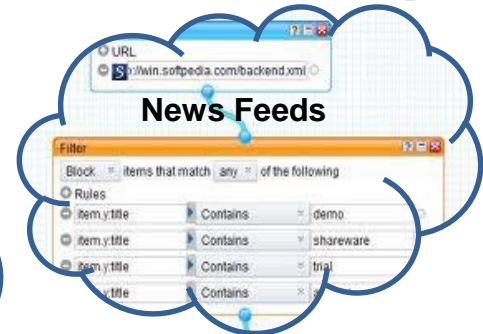 URL
://win.softpedia.com/backend.xml
News Feeds
Filter
Block items that match any of the following
Rules
item.y:title Contains demo
item.y:title Contains shareware
item.y:title Contains trial
y:title Contains